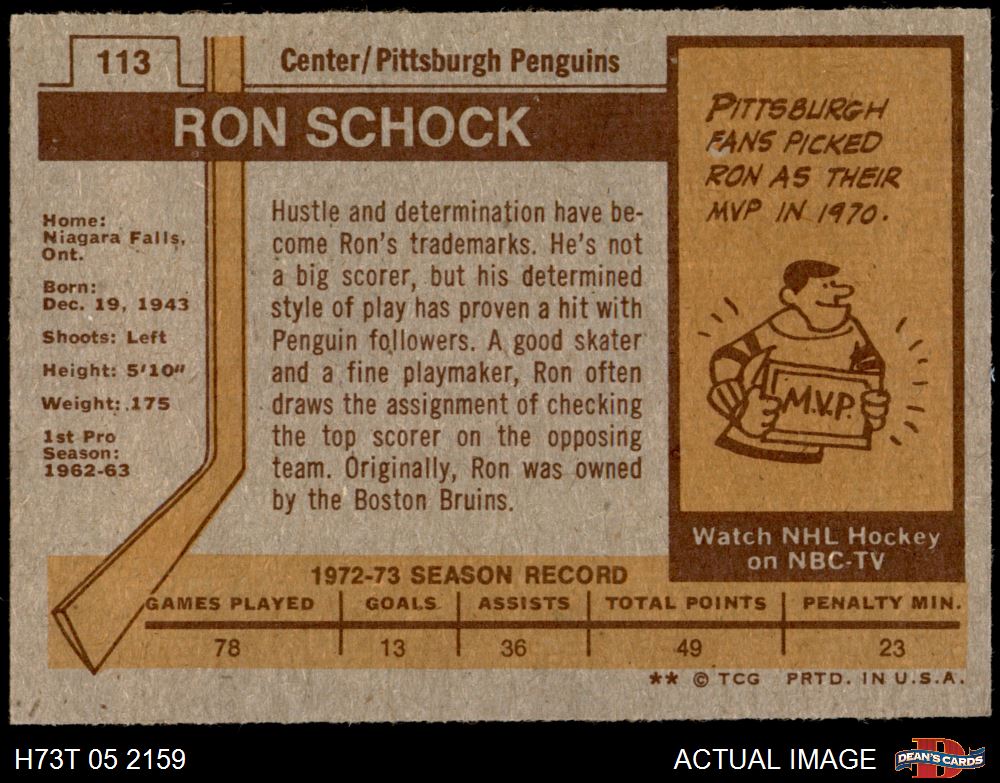 113
Center/Pittsburgh Penguins
RON SCHOCK
PITTSBURGH
FANS PICKED
RON AS THEIR
MVP IN 1970.
Home:
Niagara Falls,
Ont.
Born:
Dec. 19, 1943
Shoots: Left
Height: 5'10"
Weight: 175
1st Pro
Season:
1962-63
Hustle and determination have be-
come Ron's trademarks. He's not
a big scorer, but his determined
style of play has proven a hit with
Penguin followers. A good skater
and a fine playmaker, Ron often
draws the assignment of checking
the top scorer on the opposing
team. Originally, Ron was owned
by the Boston Bruins.
M.V.P.
Watch NHL Hockey
on NBC-TV
1972-73 SEASON RECORD
GAMES PLAYED GOALS ASSISTS TOTAL POINTS PENALTY MIN.
78 13 36 49 23
** © TCG PRTD. IN U.S.A.
H73T 05 2159
ACTUAL IMAGE
D
DEAN'S CARDS